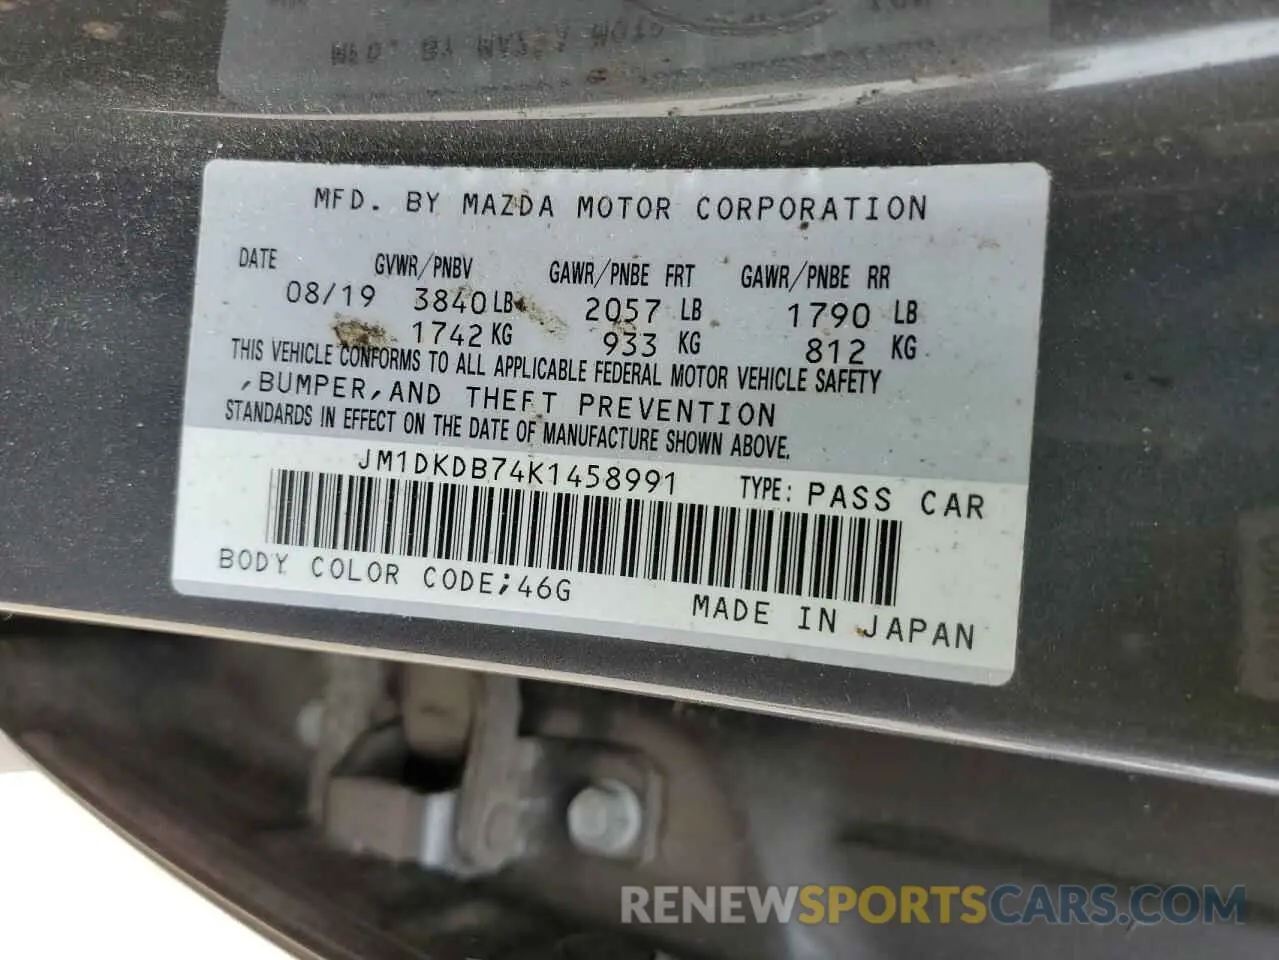 MFD. BY MAZDA MOTOR CORPORATION
DATE GVWR/PNBV GAWR/PNBE FRT GAWR/PNBE RR
08/19 3840 LB 2057 LB 1790 LB
1742 KG 933 KG 812 KG
THIS VEHICLE CONFORMS TO ALL APPLICABLE FEDERAL MOTOR VEHICLE SAFETY
,BUMPER,AND THEFT PREVENTION
STANDARDS IN EFFECT ON THE DATE OF MANUFACTURE SHOWN ABOVE.
JM1DKDB74K1458991 TYPE: PASS CAR
BODY COLOR CODE;46G
MADE IN JAPAN
RENEWSPORTSCARS.COM